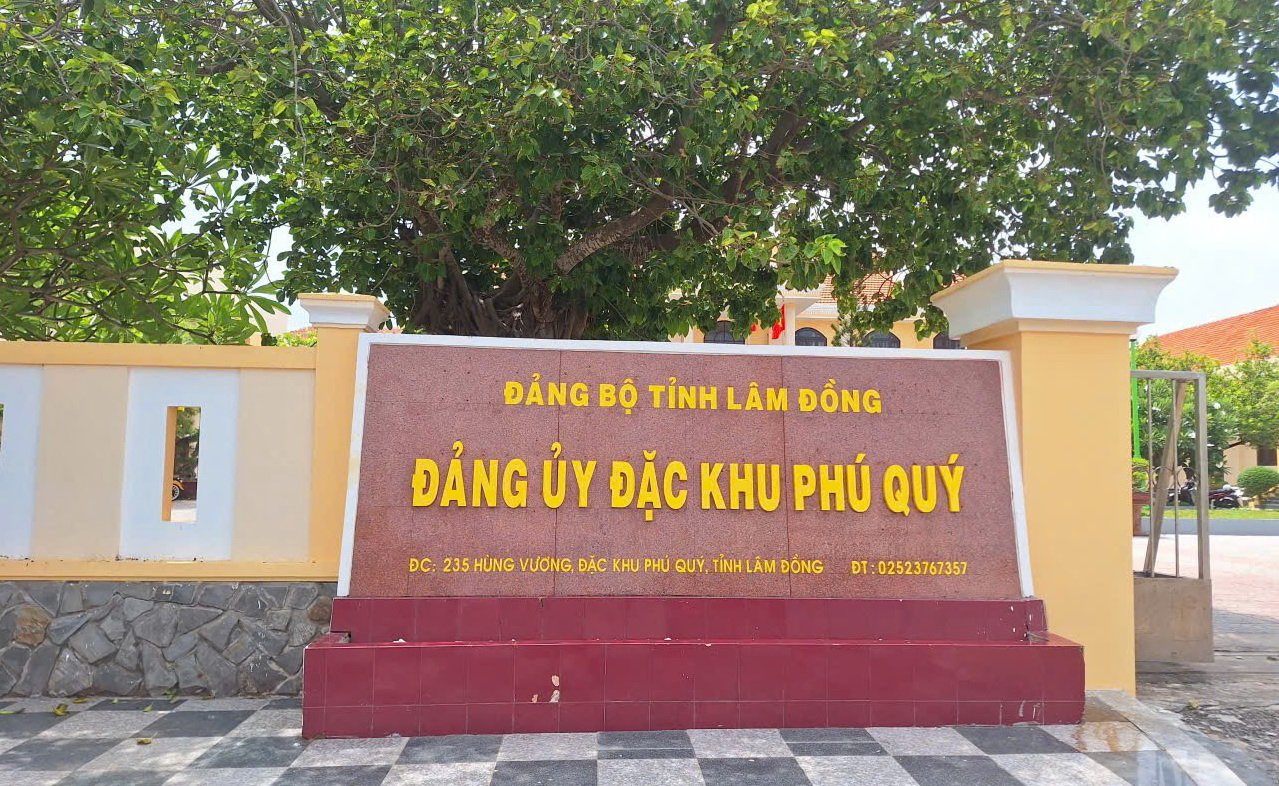 ĐẢNG BỘ TỈNH LÂM ĐỒNG
ĐẢNG ỦY ĐẶC KHU PHÚ QUÝ
ĐC: 235 HÙNG VƯƠNG, ĐẶC KHU PHÚ QUÝ, TỈNH LÂM ĐỒNG ĐT: 02523767357